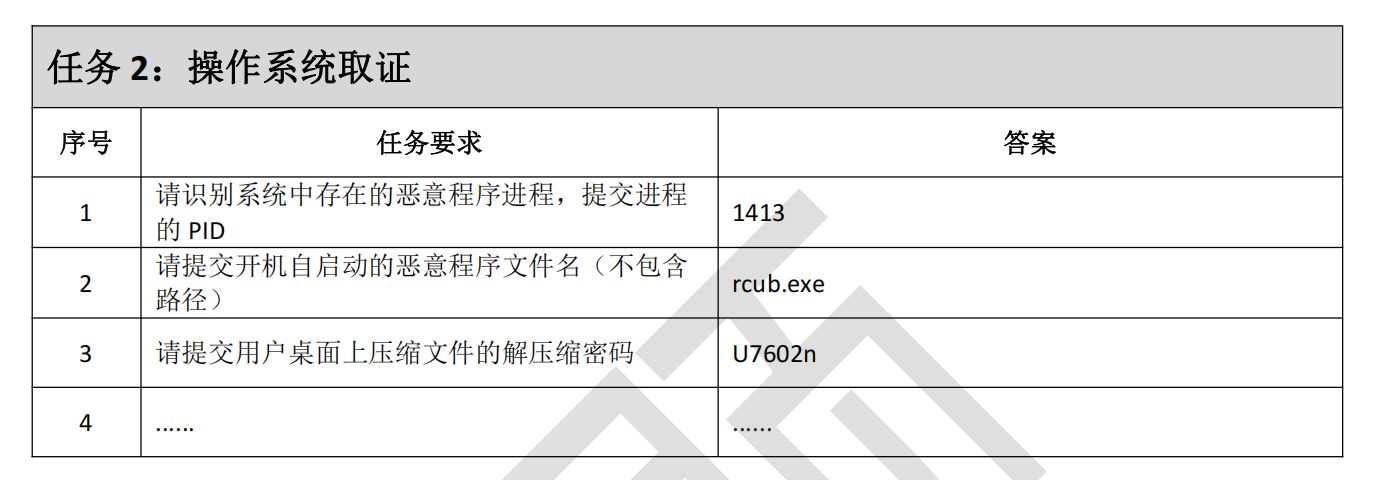 任务 2：操作系统取证
序号 任务要求 答案
1 请识别系统中存在的恶意程序进程，提交进程的 PID 1413
2 请提交开机自启动的恶意程序文件名（不包含路径） rcub.exe
3 请提交用户桌面上压缩文件的解压缩密码 U7602n
4 ...... ......